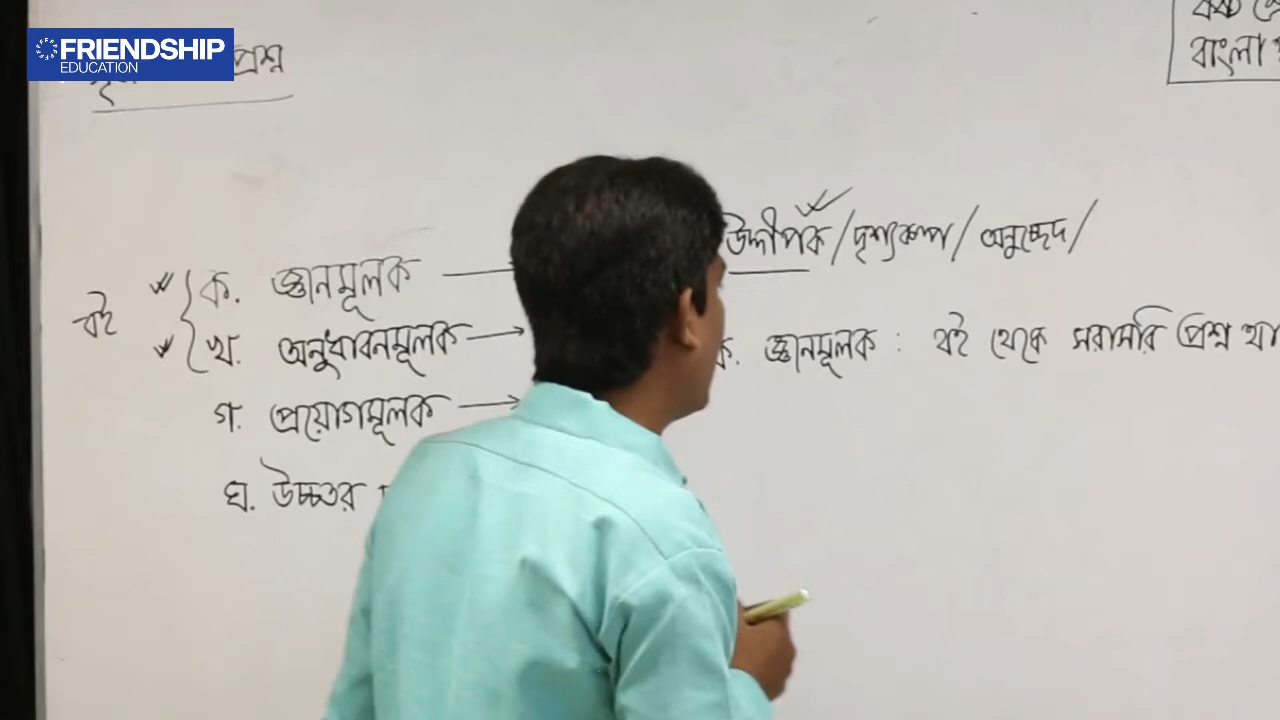 FRIENDSHIP
EDUCATION
প্রশ্ন
বাংলা
উদ্দীপক/দৃশ্যকল্প/অনুচ্ছেদ/
বই
ক. জ্ঞানমূলক
খ. অনুধাবনমূলক
গ. প্রয়োগমূলক
ঘ. উচ্চতর
ক. জ্ঞানমূলক : বই থেকে সরাসরি প্রশ্ন থা